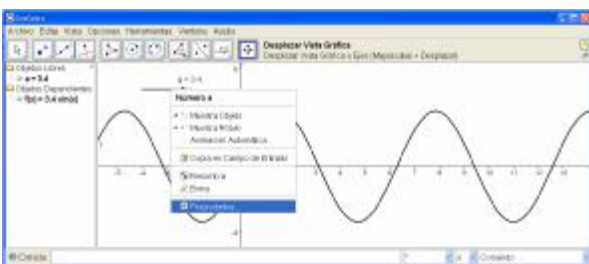 GeoGebra
Archivo Edita Vista Opciones Herramientas Ventana Ayuda
Desplazar Vista Gráfica
Desplazar Vista Gráfica o Ejes (Mayúsculas + Desplazar)
Objetos Libres
a = 3.4
Objetos Dependientes
f(x) = 3.4 sin(x)
a = 3.4
Número a
Muestra Objeto
Muestra Rótulo
Animación Automática
Copia en Campo de Entrada
Renombra
Borra
Propiedades
Entrada:
Comando